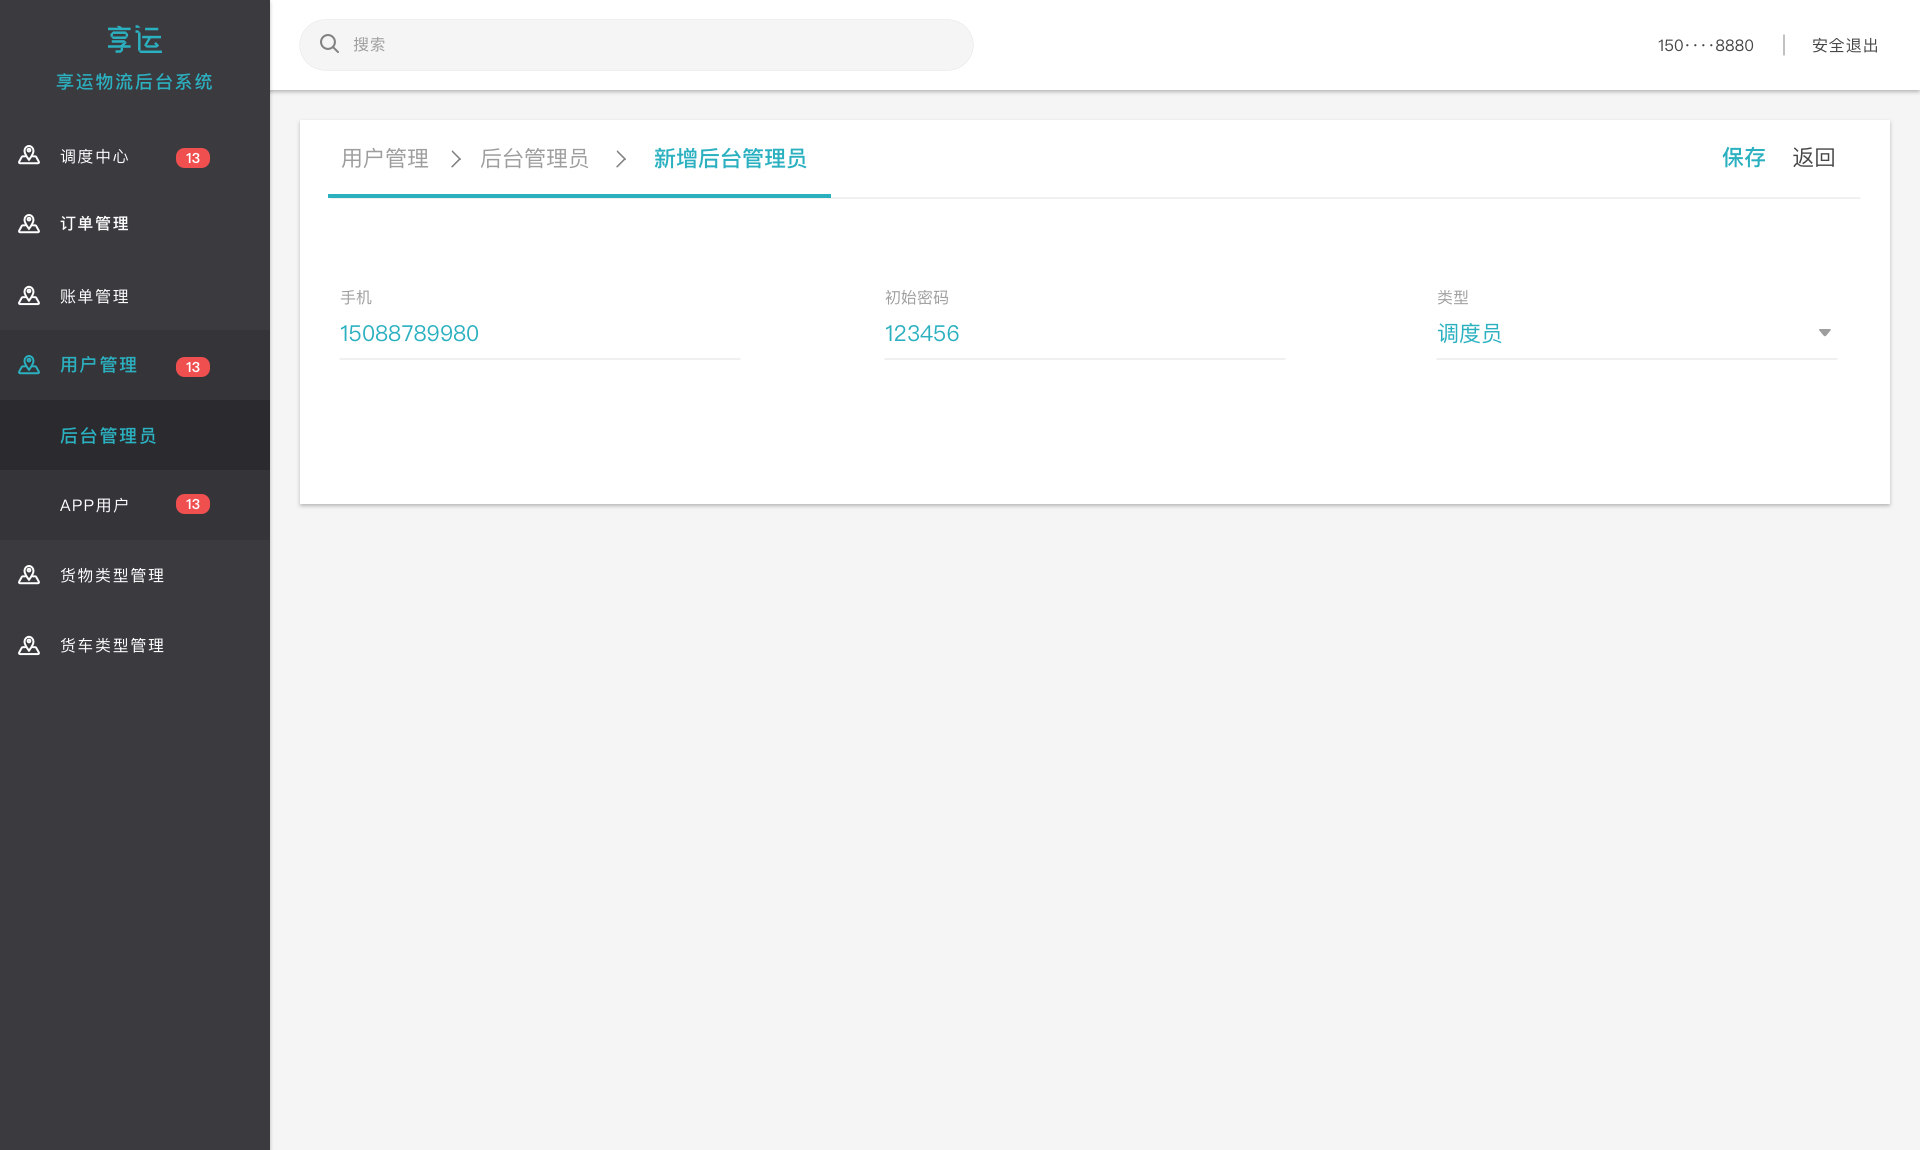 享运
享运物流后台系统
调度中心 13
订单管理
账单管理
用户管理 13
后台管理员
APP用户 13
货物类型管理
货车类型管理
搜索
150····8880 安全退出
用户管理 > 后台管理员 > 新增后台管理员
保存 返回
手机 初始密码 类型
15088789980 123456 调度员